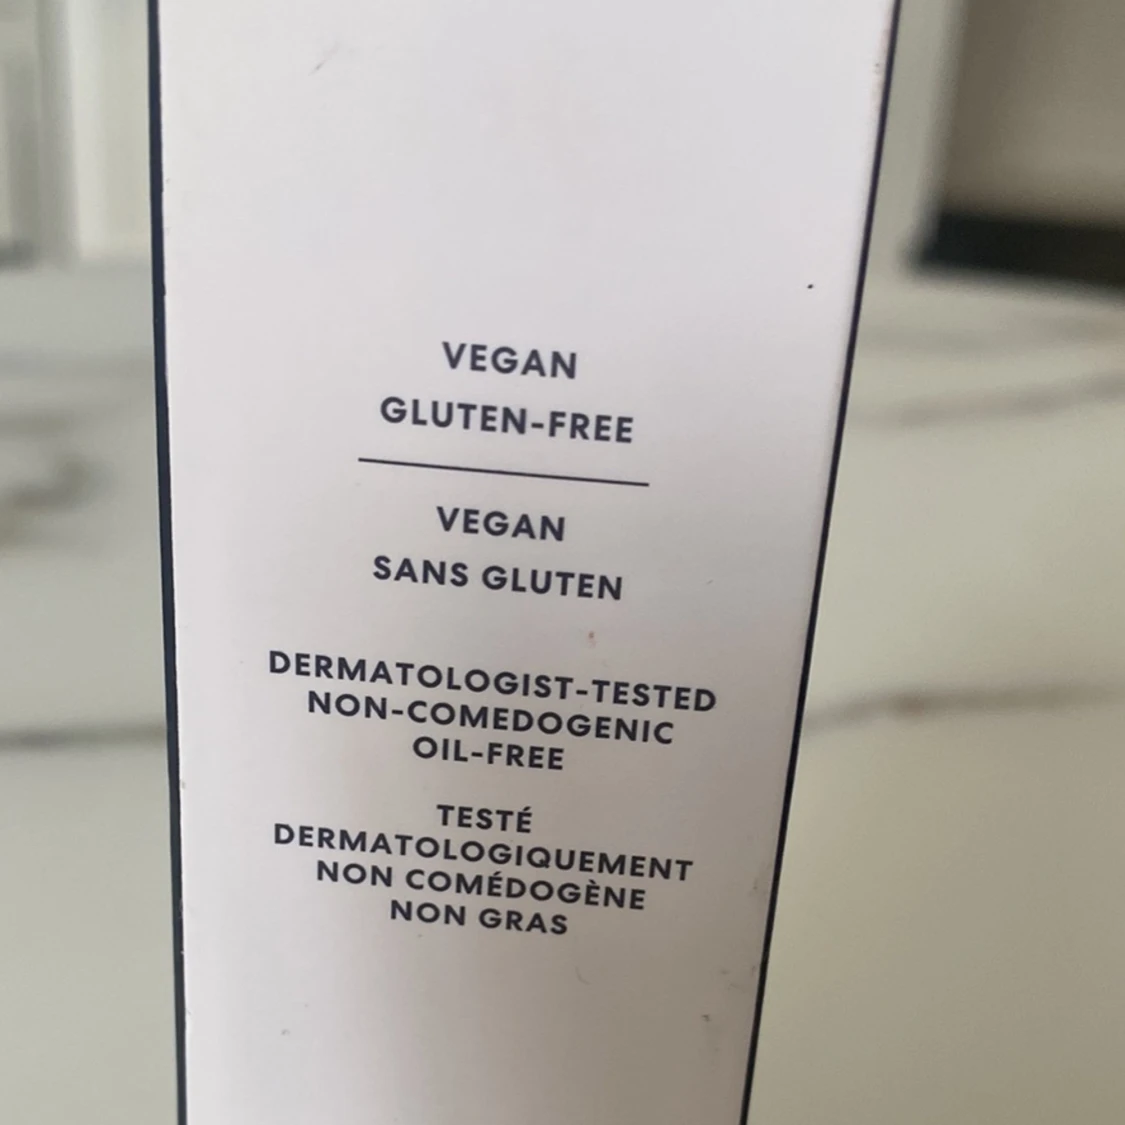 VEGAN
GLUTEN-FREE
VEGAN
SANS GLUTEN
DERMATOLOGIST-TESTED
NON-COMEDOGENIC
OIL-FREE
TESTÉ
DERMATOLOGIQUEMENT
NON COMÉDOGÈNE
NON GRAS